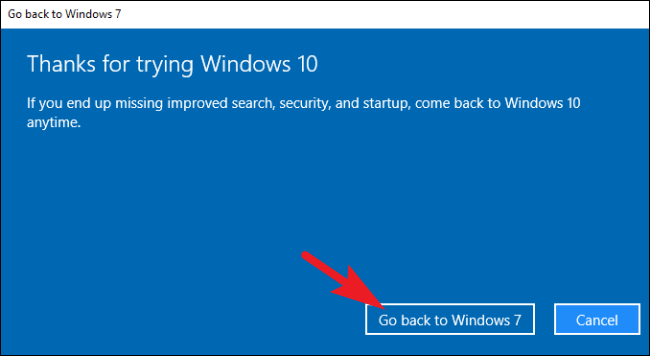 Go back to Windows 7
Thanks for trying Windows 10
If you end up missing improved search, security, and startup, come back to Windows 10
anytime.
Go back to Windows 7
Cancel